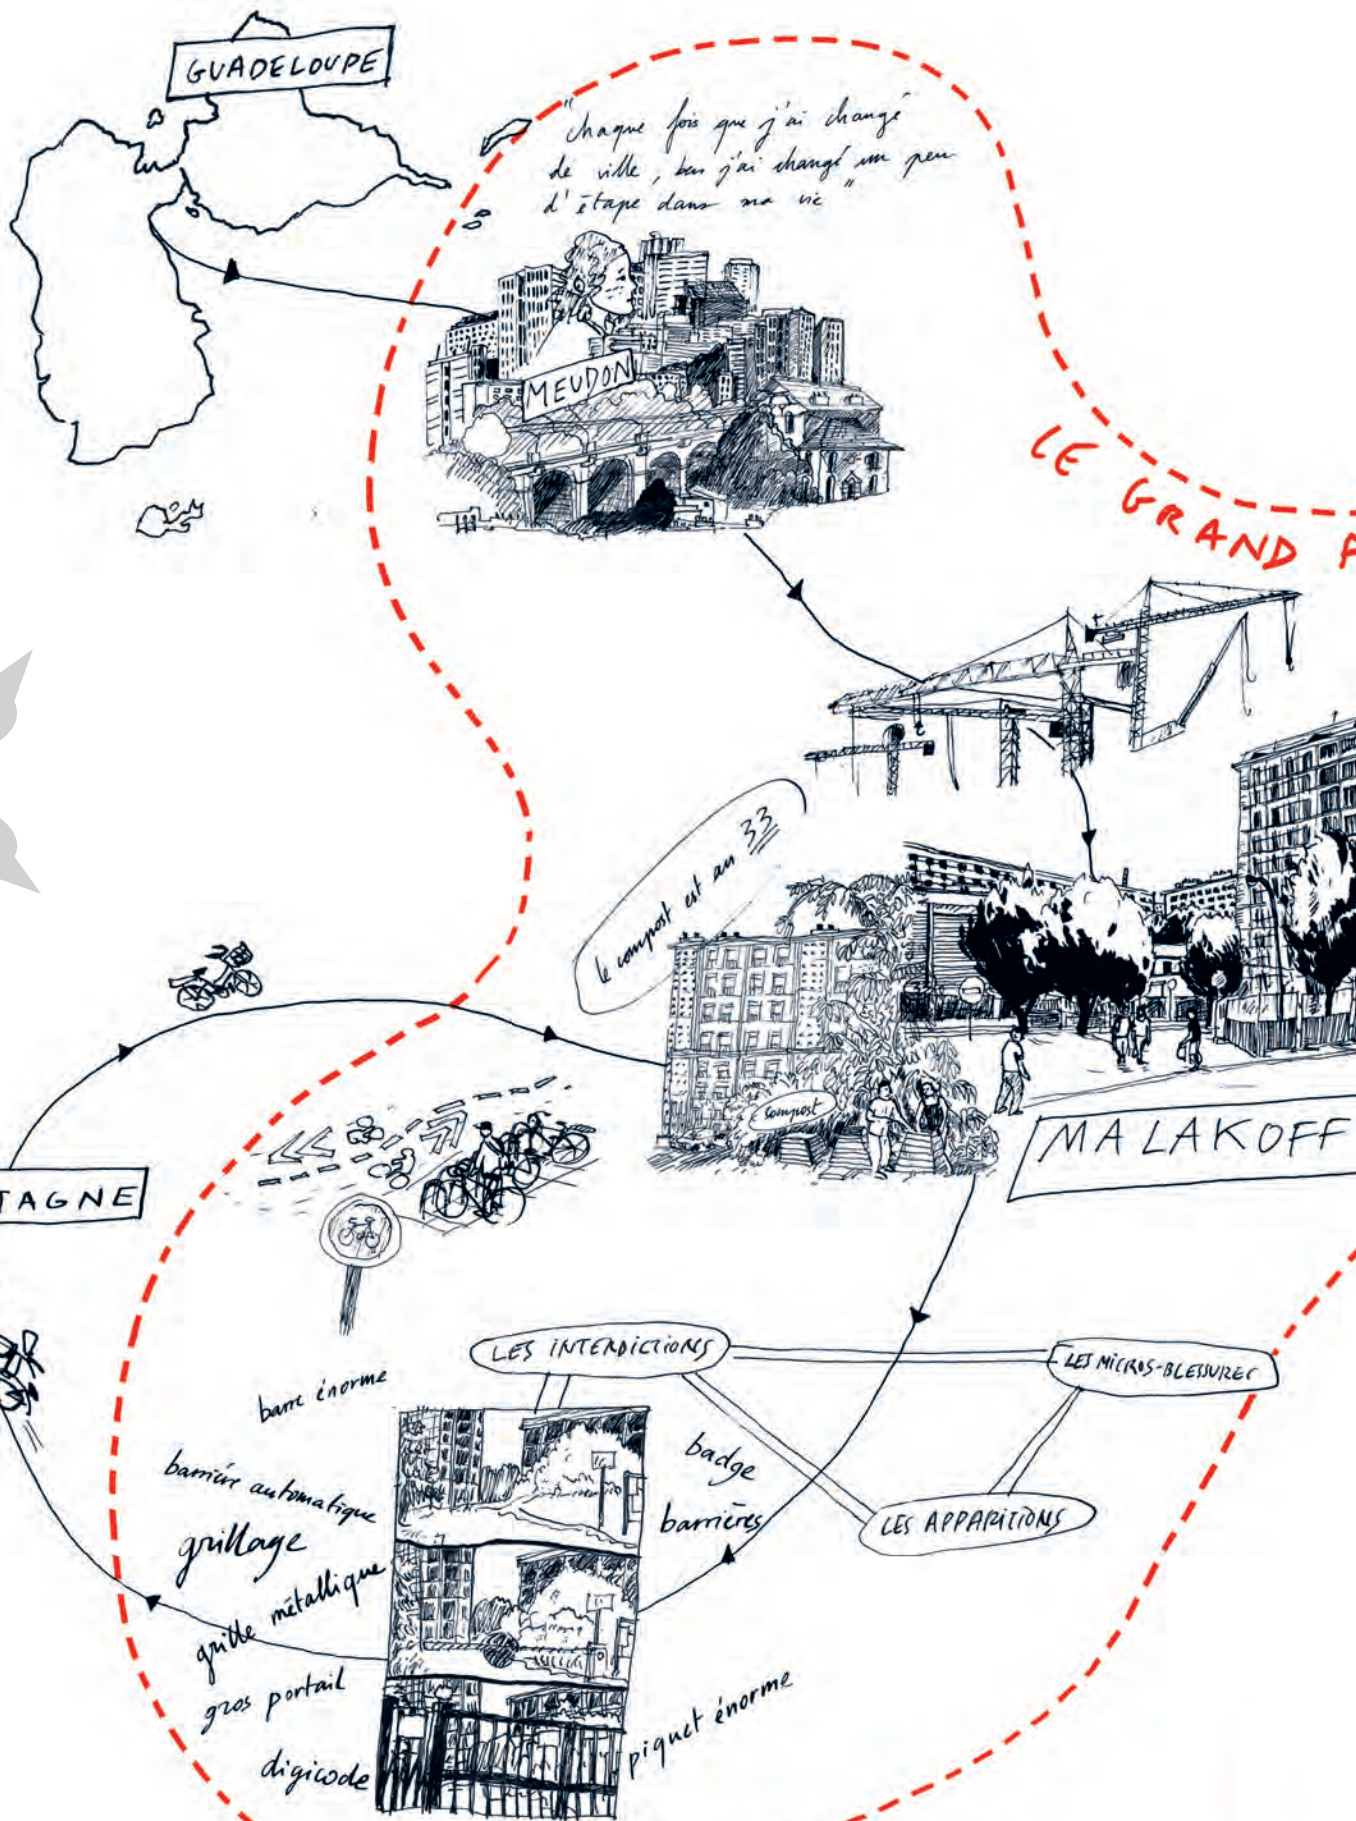 GUADELOUPE
"chaque fois que j'ai changé
de ville, ben j'ai changé un peu
d'étape dans ma vie"
MEUDON
LE GRAND P
le compost est au 33
compost
MALAKOFF
TAGNE
LES INTERDICTIONS
LES MICROS-BLESSURES
LES APPARITIONS
barre énorme
barrière automatique
grillage
grille métallique
gros portail
digicode
badge
barrières
piquet énorme